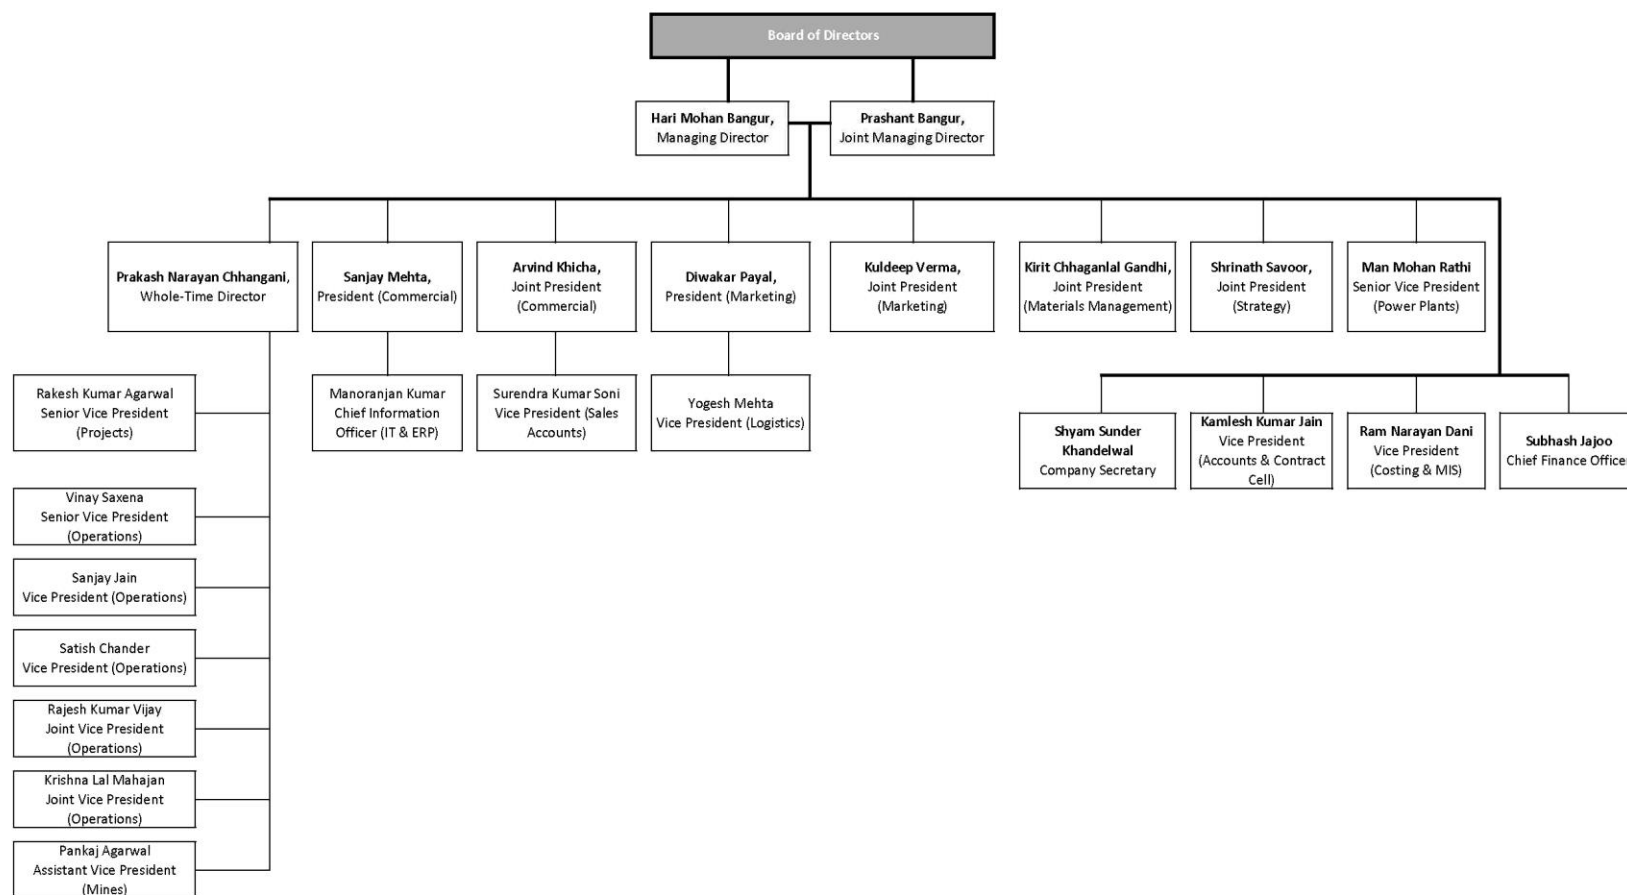 Board of Directors
Hari Mohan Bangur,
Managing Director
Prashant Bangur,
Joint Managing Director
Prakash Narayan Chhangani,
Whole-Time Director
Sanjay Mehta,
President (Commercial)
Arvind Khicha,
Joint President
(Commercial)
Diwakar Payal,
President (Marketing)
Kuldeep Verma,
Joint President
(Marketing)
Kirit Chhaganlal Gandhi,
Joint President
(Materials Management)
Shrinath Savoor,
Joint President
(Strategy)
Man Mohan Rathi
Senior Vice President
(Power Plants)
Rakesh Kumar Agarwal
Senior Vice President
(Projects)
Manoranjan Kumar
Chief Information
Officer (IT & ERP)
Surendra Kumar Soni
Vice President (Sales
Accounts)
Yogesh Mehta
Vice President (Logistics)
Shyam Sunder
Khandelwal
Company Secretary
Kamlesh Kumar Jain
Vice President
(Accounts & Contract
Cell)
Ram Narayan Dani
Vice President
(Costing & MIS)
Subhash Jajoo
Chief Finance Officer
Vinay Saxena
Senior Vice President
(Operations)
Sanjay Jain
Vice President (Operations)
Satish Chander
Vice President (Operations)
Rajesh Kumar Vijay
Joint Vice President
(Operations)
Krishna Lal Mahajan
Joint Vice President
(Operations)
Pankaj Agarwal
Assistant Vice President
(Mines)